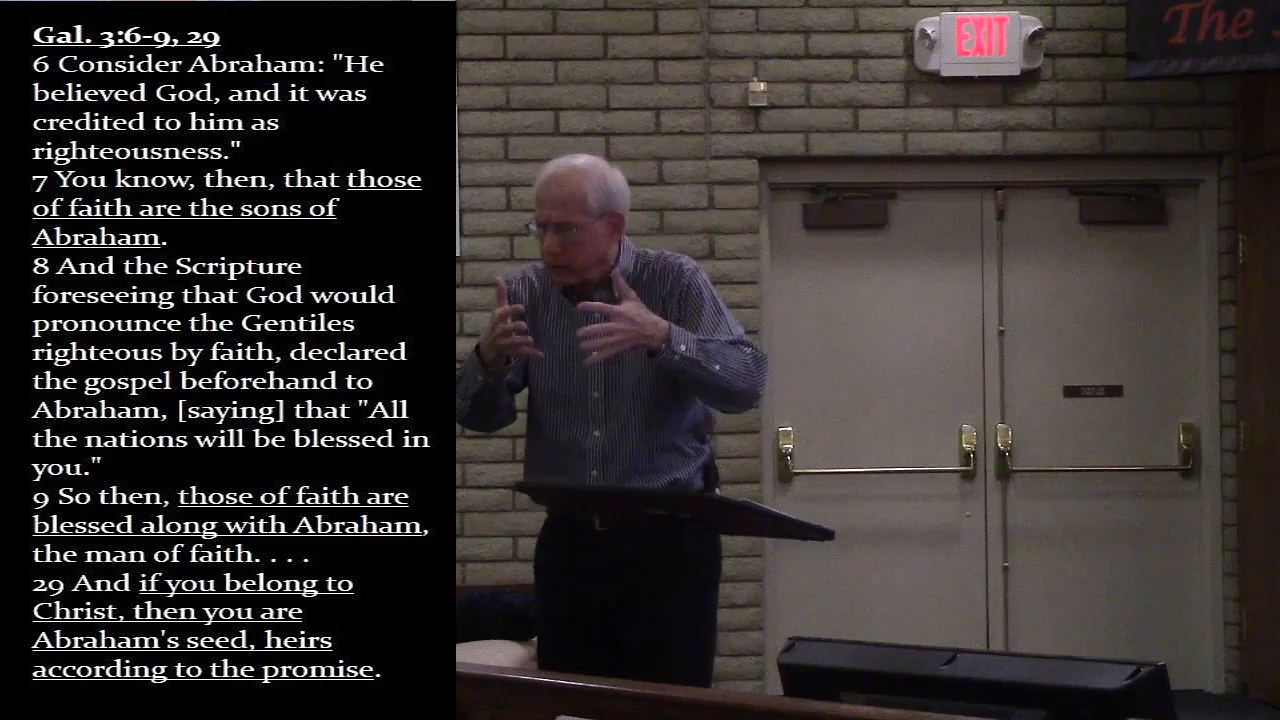 Gal. 3:6-9, 29
6 Consider Abraham: "He
believed God, and it was
credited to him as
righteousness."
7 You know, then, that those
of faith are the sons of
Abraham.
8 And the Scripture
foreseeing that God would
pronounce the Gentiles
righteous by faith, declared
the gospel beforehand to
Abraham, [saying] that "All
the nations will be blessed in
you."
9 So then, those of faith are
blessed along with Abraham,
the man of faith. . . .
29 And if you belong to
Christ, then you are
Abraham's seed, heirs
according to the promise.
EXIT
The